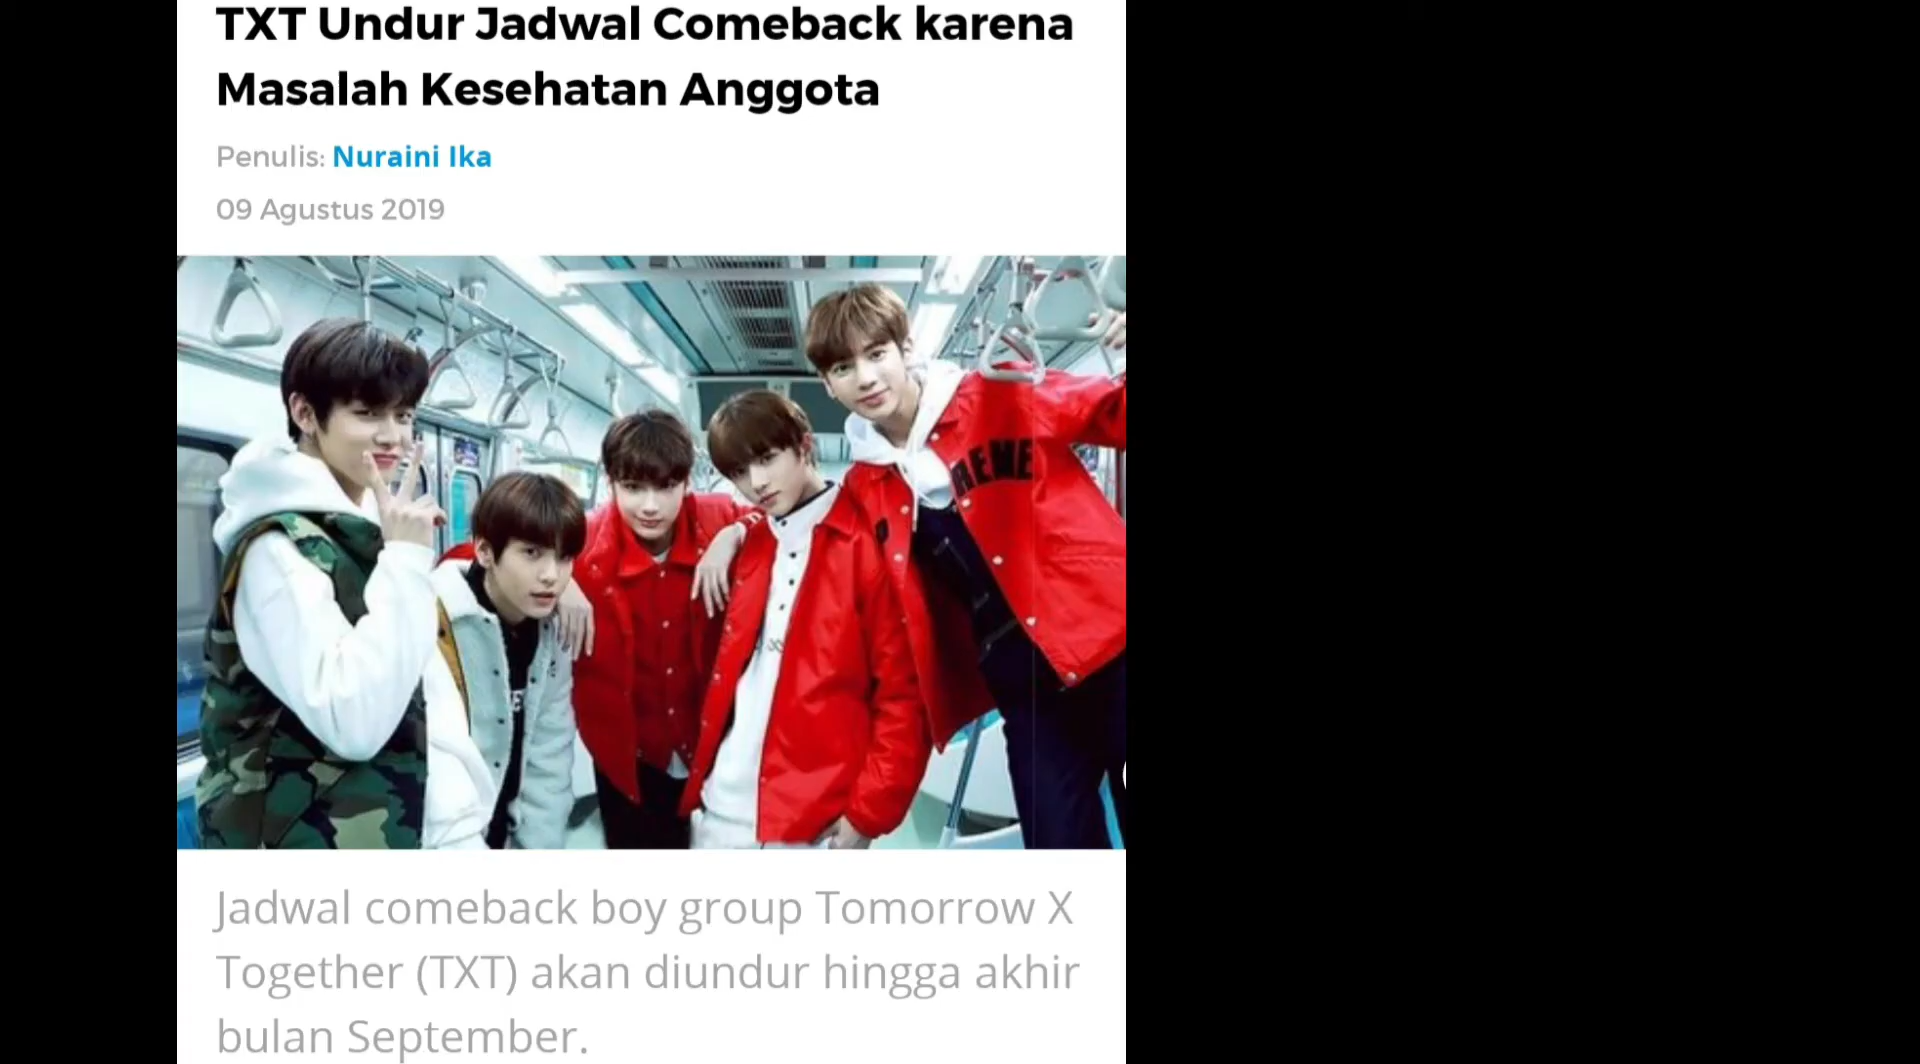 TXT Undur Jadwal Comeback karena
Masalah Kesehatan Anggota
Penulis: Nuraini Ika
09 Agustus 2019
REME
Jadwal comeback boy group Tomorrow X
Together (TXT) akan diundur hingga akhir
bulan September.